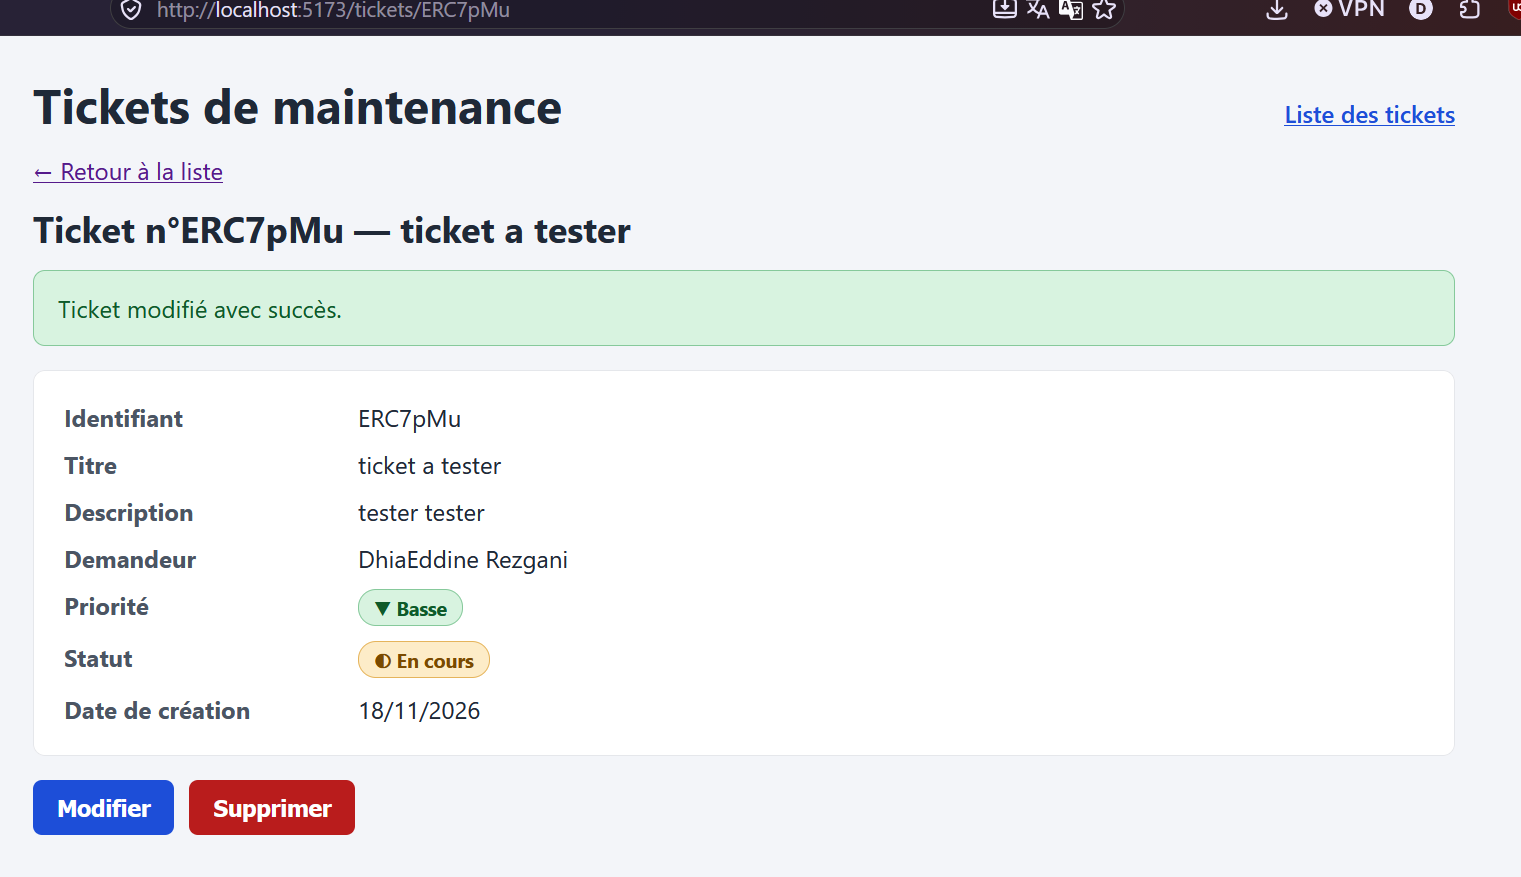 http://localhost:5173/tickets/ERC7pMu
VPN
D
Tickets de maintenance
Liste des tickets
← Retour à la liste
Ticket n°ERC7pMu — ticket a tester
Ticket modifié avec succès.
Identifiant ERC7pMu
Titre ticket a tester
Description tester tester
Demandeur DhiaEddine Rezgani
Priorité ▼ Basse
Statut ◐ En cours
Date de création 18/11/2026
Modifier Supprimer